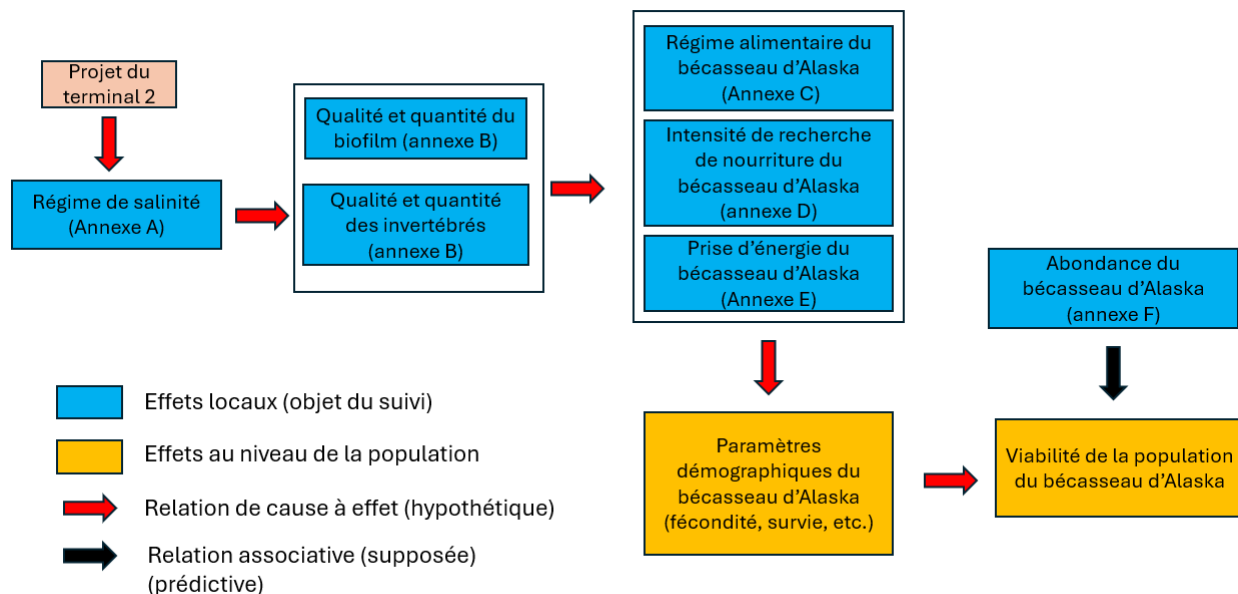 Projet du
terminal 2
Régime de salinité
(Annexe A)
Qualité et quantité du
biofilm (annexe B)
Qualité et quantité
des invertébrés
(annexe B)
Régime alimentaire du
bécasseau d'Alaska
(Annexe C)
Intensité de recherche
de nourriture du
bécasseau d'Alaska
(annexe D)
Prise d'énergie du
bécasseau d'Alaska
(Annexe E)
Abondance du
bécasseau d'Alaska
(annexe F)
Paramètres
démographiques du
bécasseau d'Alaska
(fécondité, survie, etc.)
Viabilité de la population
du bécasseau d'Alaska
Effets locaux (objet du suivi)
Effets au niveau de la population
Relation de cause à effet (hypothétique)
Relation associative (supposée)
(prédictive)